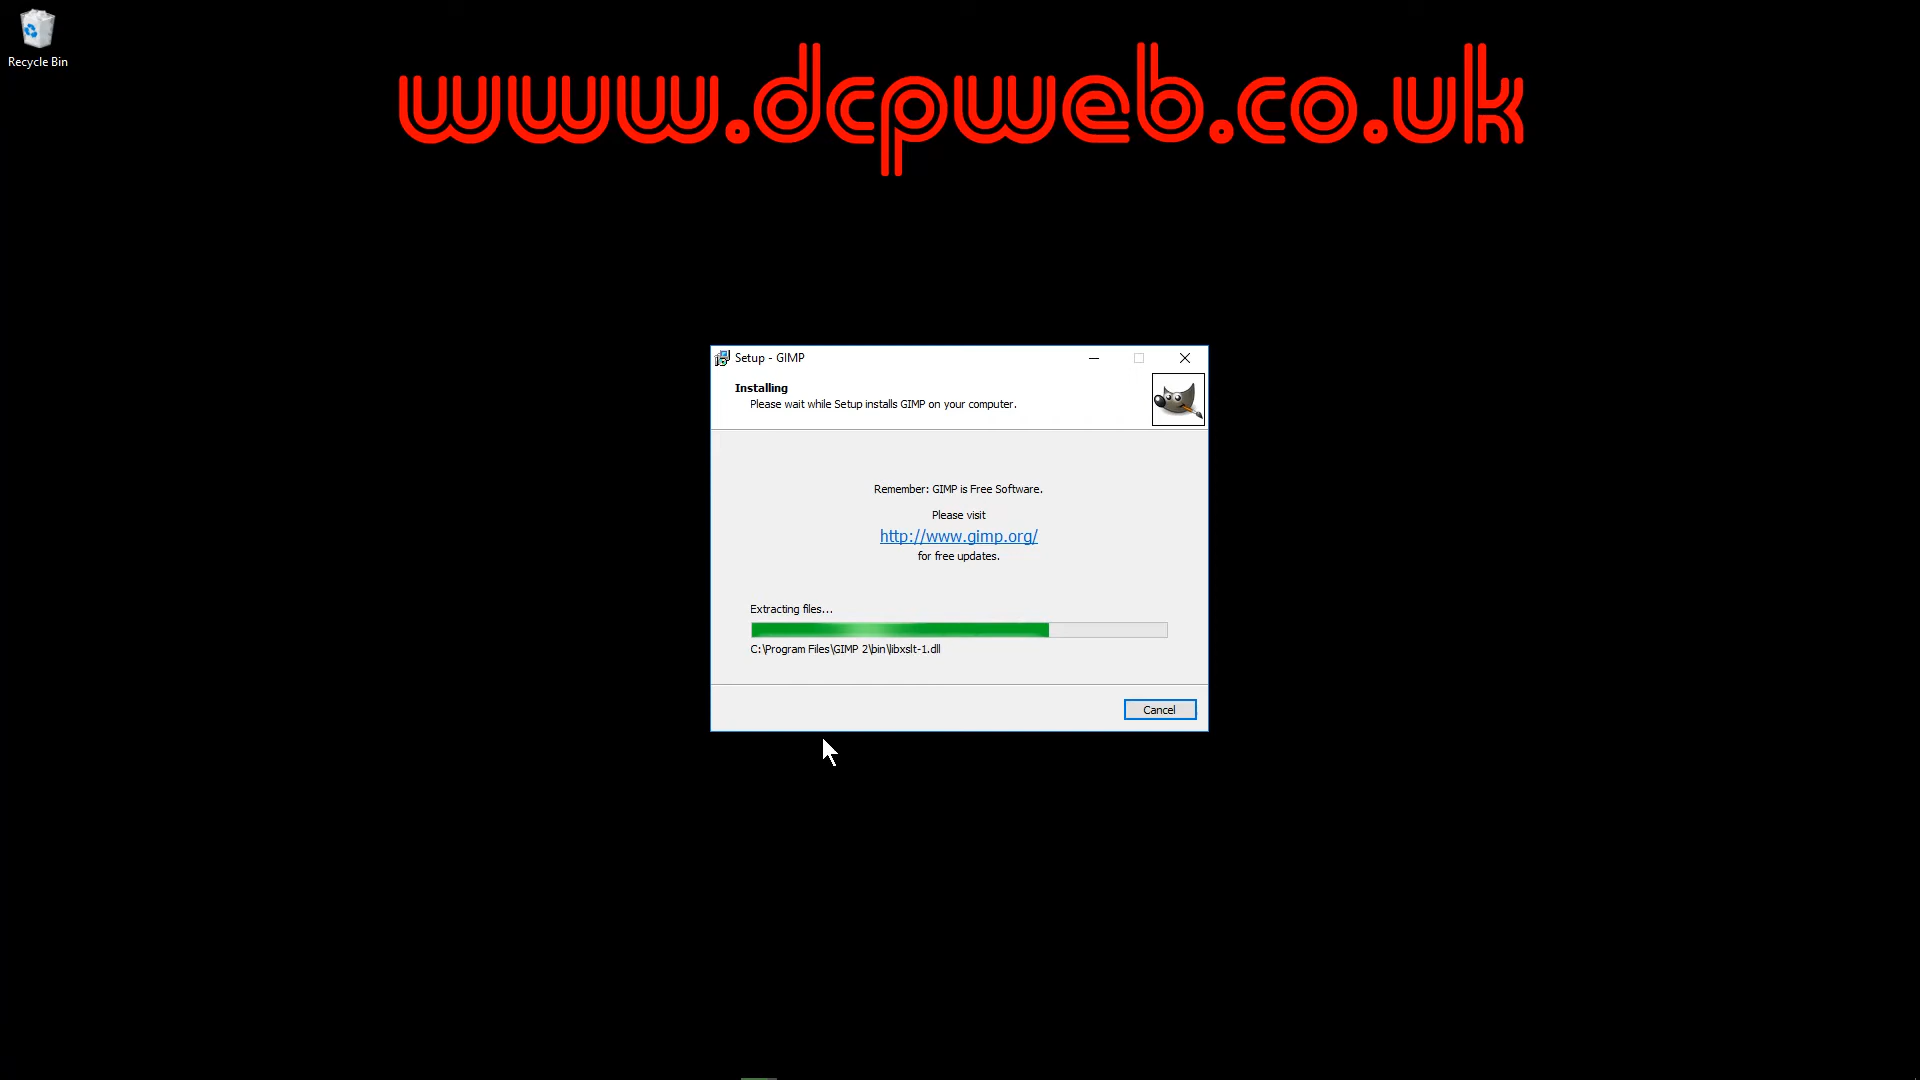 Recycle Bin
www.dcpweb.co.uk
Setup - GIMP
Installing
Please wait while Setup installs GIMP on your computer.
Remember: GIMP is Free Software.
Please visit
http://www.gimp.org/
for free updates.
Extracting files...
C:\Program Files\GIMP 2\bin\libxslt-1.dll
Cancel